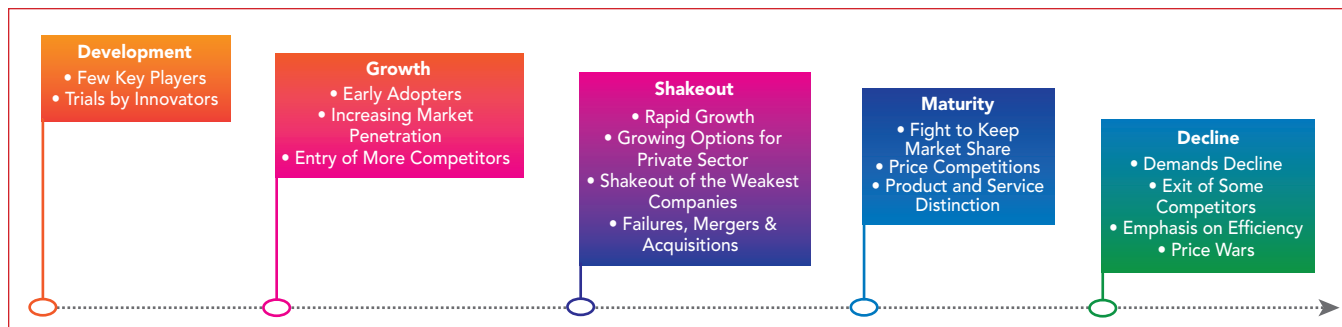 Development
• Few Key Players
• Trials by Innovators
Growth
• Early Adopters
• Increasing Market
Penetration
• Entry of More Competitors
Shakeout
• Rapid Growth
• Growing Options for
Private Sector
• Shakeout of the Weakest
Companies
• Failures, Mergers &
Acquisitions
Maturity
• Fight to Keep
Market Share
• Price Competitions
• Product and Service
Distinction
Decline
• Demands Decline
• Exit of Some
Competitors
• Emphasis on Efficiency
• Price Wars